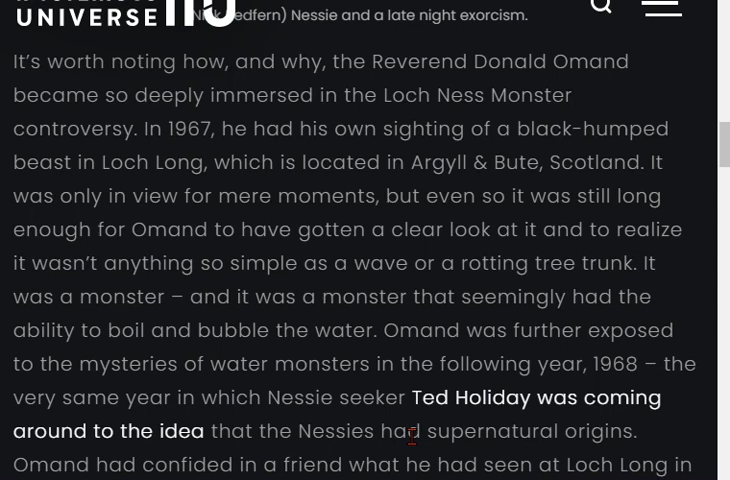 UNIVERSE
Redfern) Nessie and a late night exorcism.
It’s worth noting how, and why, the Reverend Donald Omand
became so deeply immersed in the Loch Ness Monster
controversy. In 1967, he had his own sighting of a black-humped
beast in Loch Long, which is located in Argyll & Bute, Scotland. It
was only in view for mere moments, but even so it was still long
enough for Omand to have gotten a clear look at it and to realize
it wasn’t anything so simple as a wave or a rotting tree trunk. It
was a monster – and it was a monster that seemingly had the
ability to boil and bubble the water. Omand was further exposed
to the mysteries of water monsters in the following year, 1968 – the
very same year in which Nessie seeker Ted Holiday was coming
around to the idea that the Nessies had supernatural origins.
Omand had confided in a friend what he had seen at Loch Long in